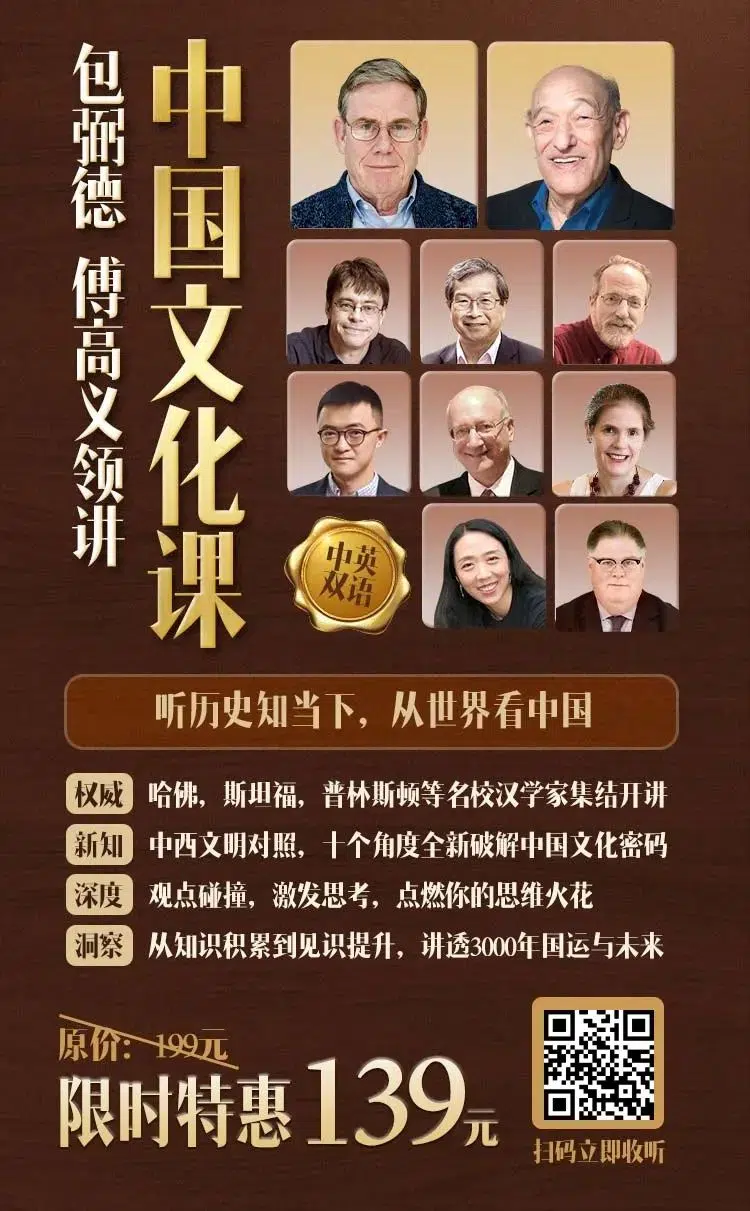 中国文化课
包弼德 傅高义领讲
中英
双语
听历史知当下，从世界看中国
权威 哈佛，斯坦福，普林斯顿等名校汉学家集结开讲
新知 中西文明对照，十个角度全新破解中国文化密码
深度 观点碰撞，激发思考，点燃你的思维火花
洞察 从知识积累到见识提升，讲透3000年国运与未来
原价：199元
限时特惠139元
扫码立即收听